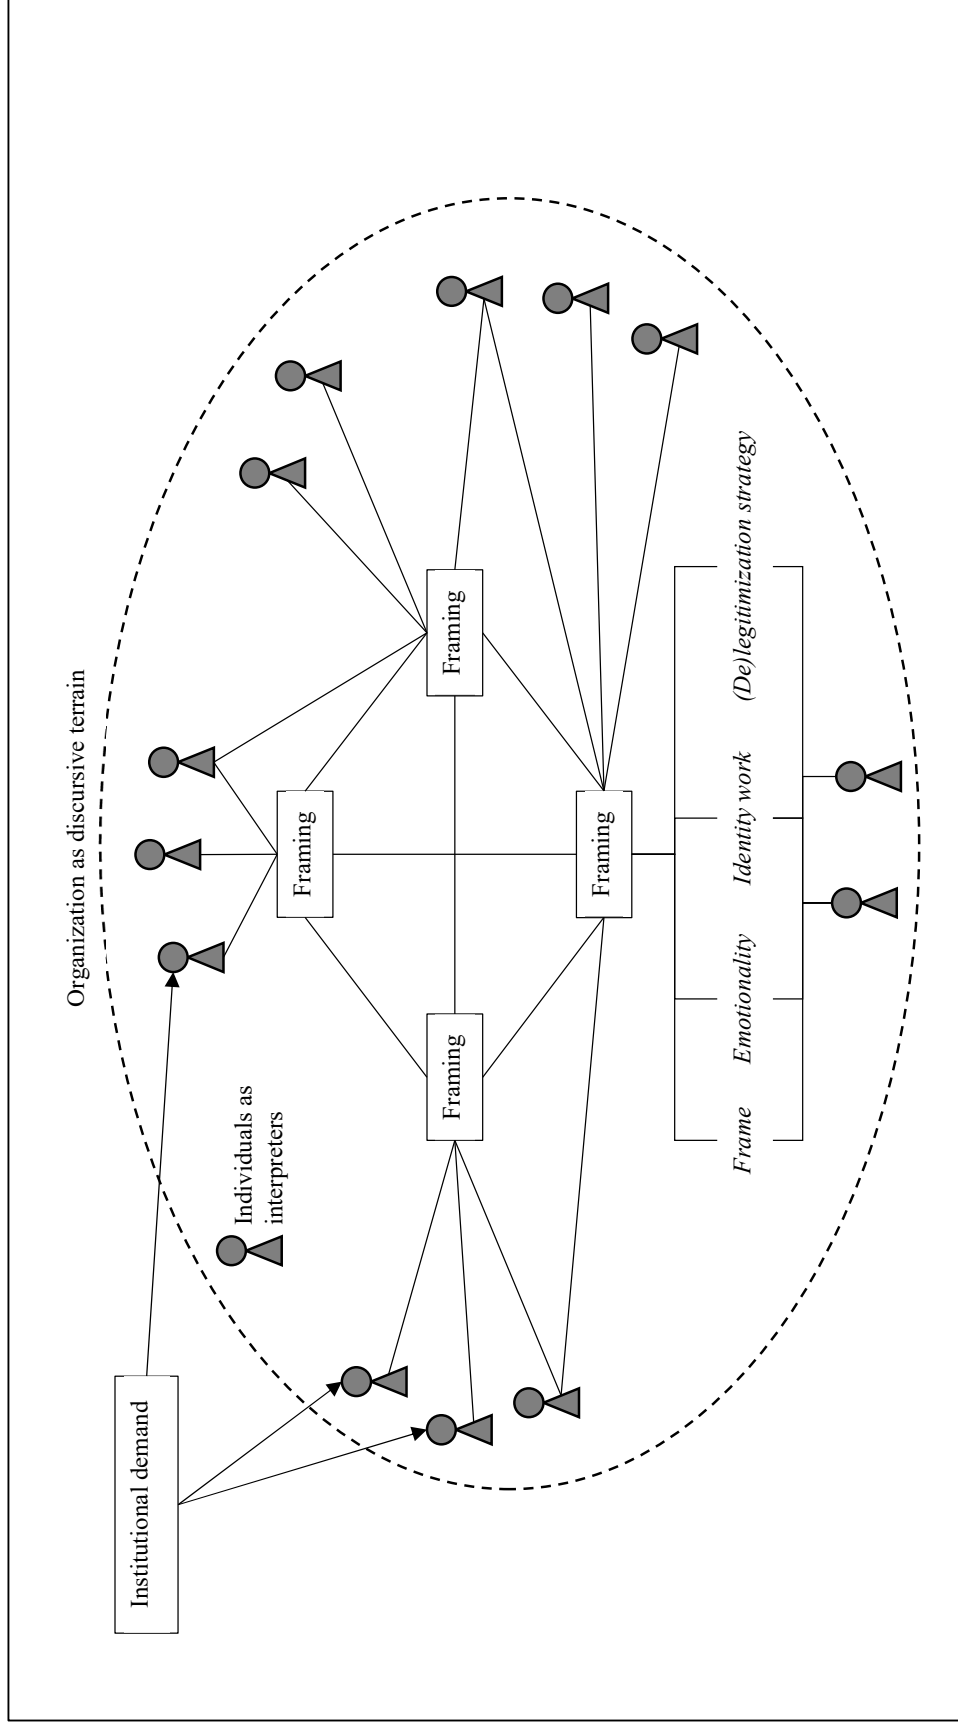 Institutional demand
Organization as discursive terrain
Individuals as
interpreters
Framing
Framing
Framing
Framing
Frame Emotionality Identity work (De)legitimization strategy